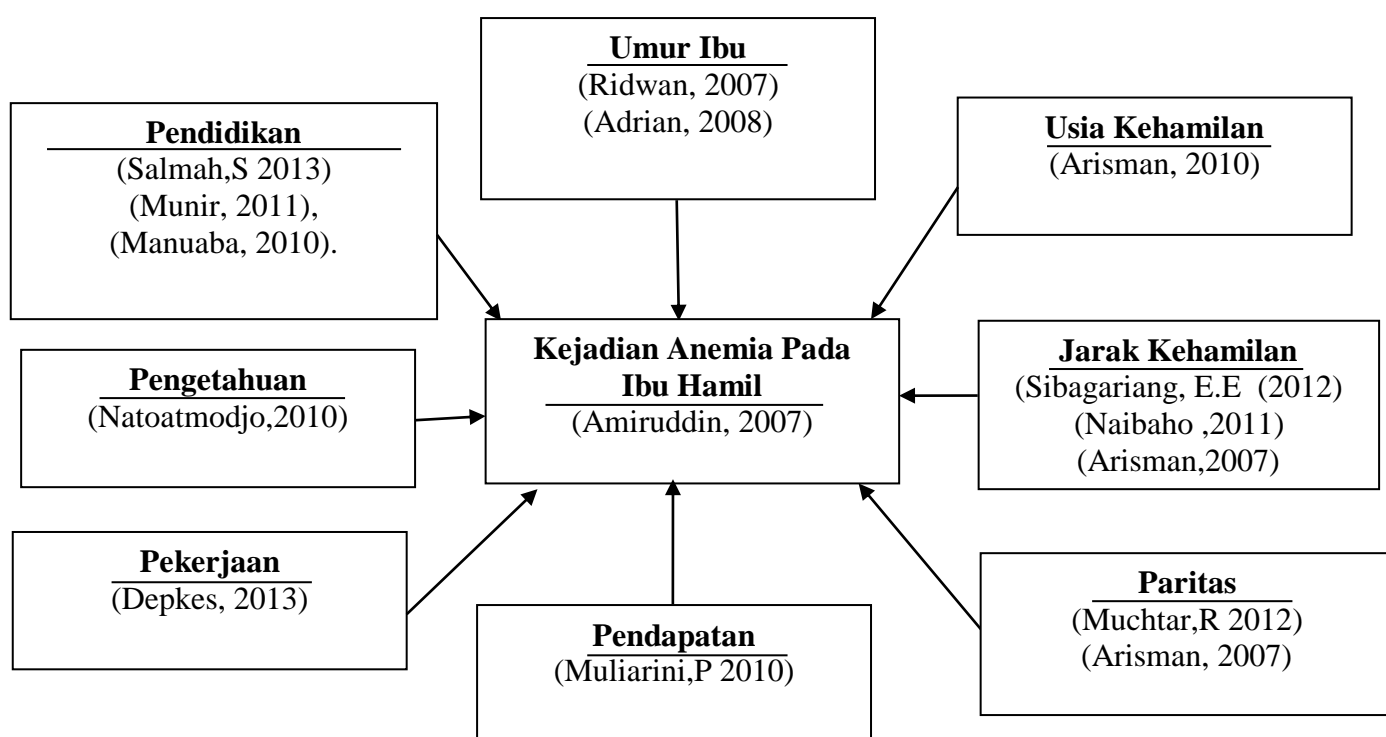 Umur Ibu
(Ridwan, 2007)
(Adrian, 2008)
Pendidikan
(Salmah,S 2013)
(Munir, 2011),
(Manuaba, 2010).
Usia Kehamilan
(Arisman, 2010)
Kejadian Anemia Pada
Ibu Hamil
(Amiruddin, 2007)
Pengetahuan
(Natoatmodjo,2010)
Jarak Kehamilan
(Sibagariang, E.E (2012)
(Naibaho ,2011)
(Arisman,2007)
Pekerjaan
(Depkes, 2013)
Pendapatan
(Muliarini,P 2010)
Paritas
(Muchtar,R 2012)
(Arisman, 2007)